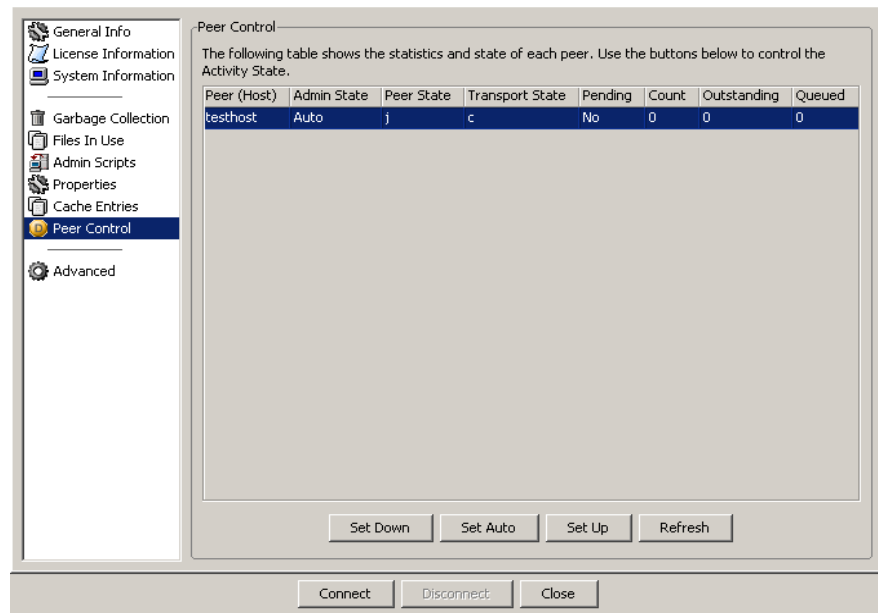 General Info
License Information
System Information
Garbage Collection
Files In Use
Admin Scripts
Properties
Cache Entries
Peer Control
Advanced
Peer Control
The following table shows the statistics and state of each peer. Use the buttons below to control the
Activity State.
Peer (Host) Admin State Peer State Transport State Pending Count Outstanding Queued
testhost Auto j c No 0 0 0
Set Down Set Auto Set Up Refresh
Connect Disconnect Close